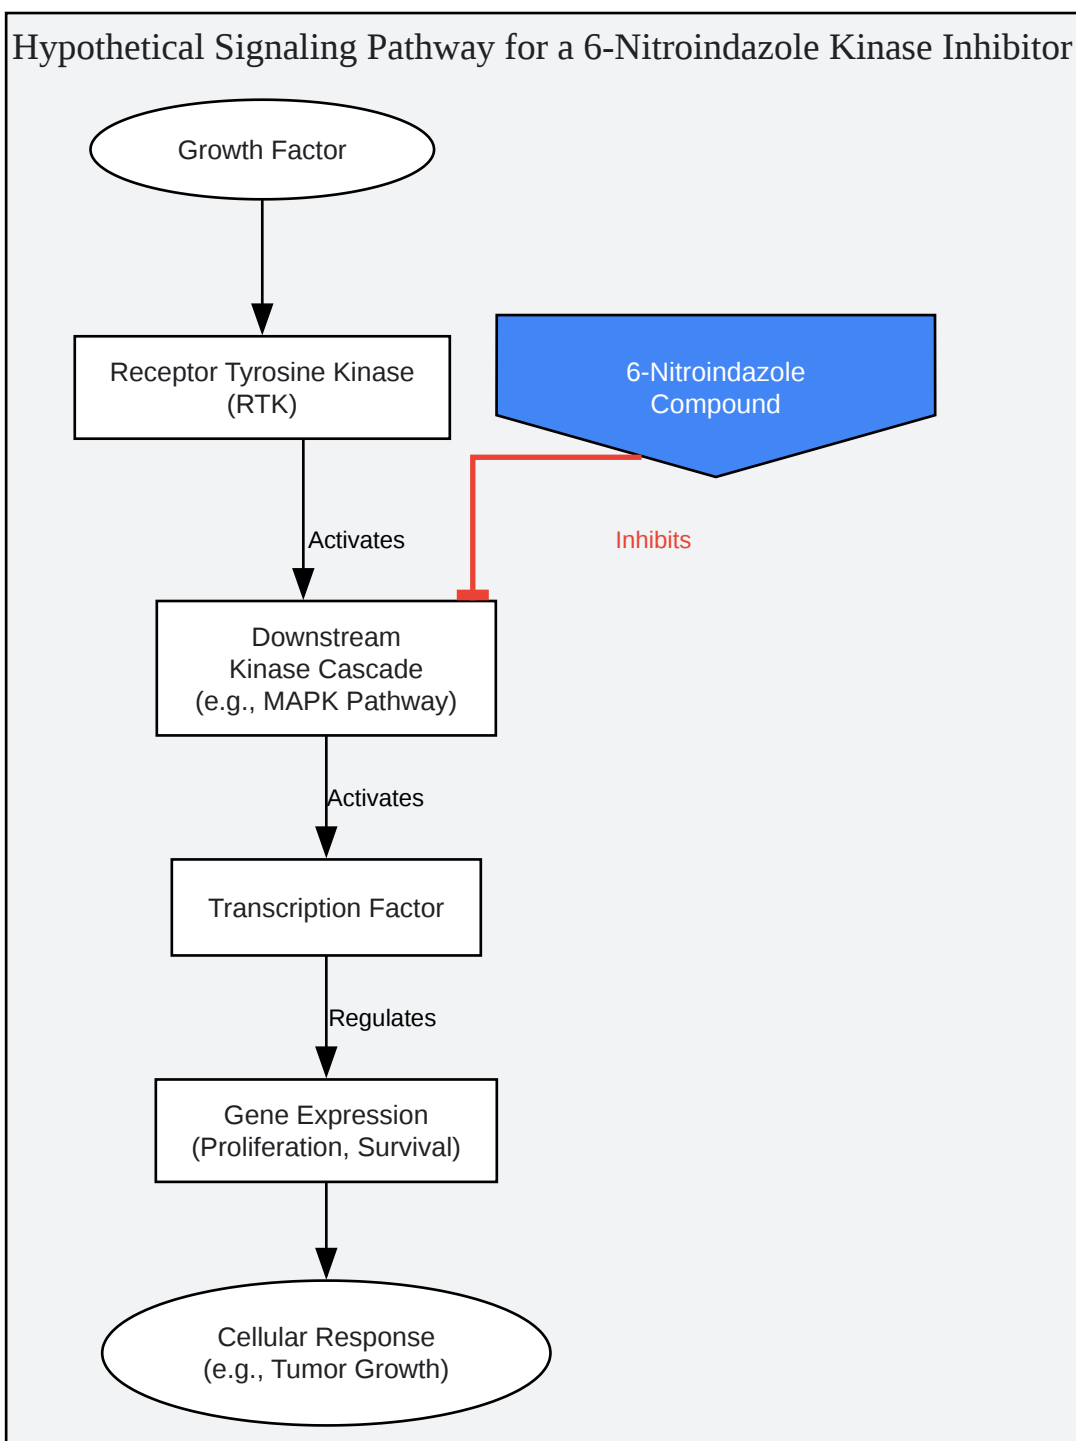 Hypothetical Signaling Pathway for a 6-Nitroindazole Kinase Inhibitor
Growth Factor
Receptor Tyrosine Kinase
(RTK)
6-Nitroindazole
Compound
Activates
Inhibits
Downstream
Kinase Cascade
(e.g., MAPK Pathway)
Activates
Transcription Factor
Regulates
Gene Expression
(Proliferation, Survival)
Cellular Response
(e.g., Tumor Growth)